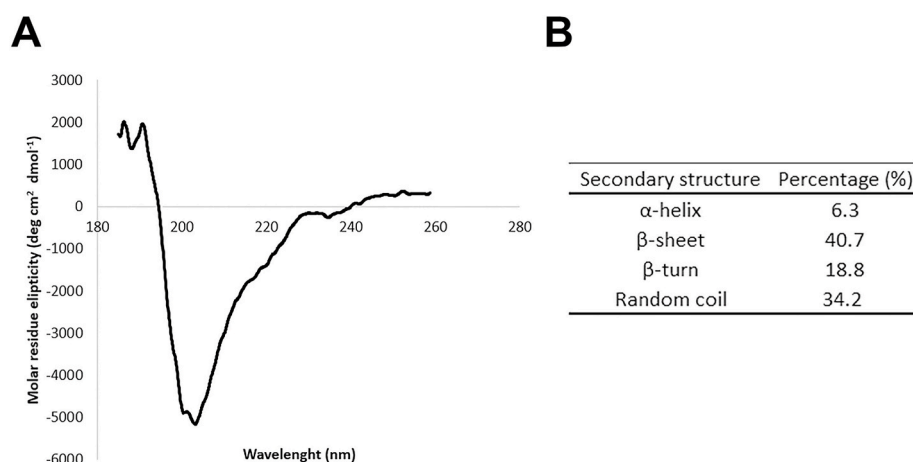 A
B
Molar residue elipticity (deg cm² dmol⁻¹)
3000
2000
1000
0
-1000
-2000
-3000
-4000
-5000
-6000
180 200 220 240 260 280
Wavelenght (nm)
Secondary structure Percentage (%)
α-helix 6.3
β-sheet 40.7
β-turn 18.8
Random coil 34.2